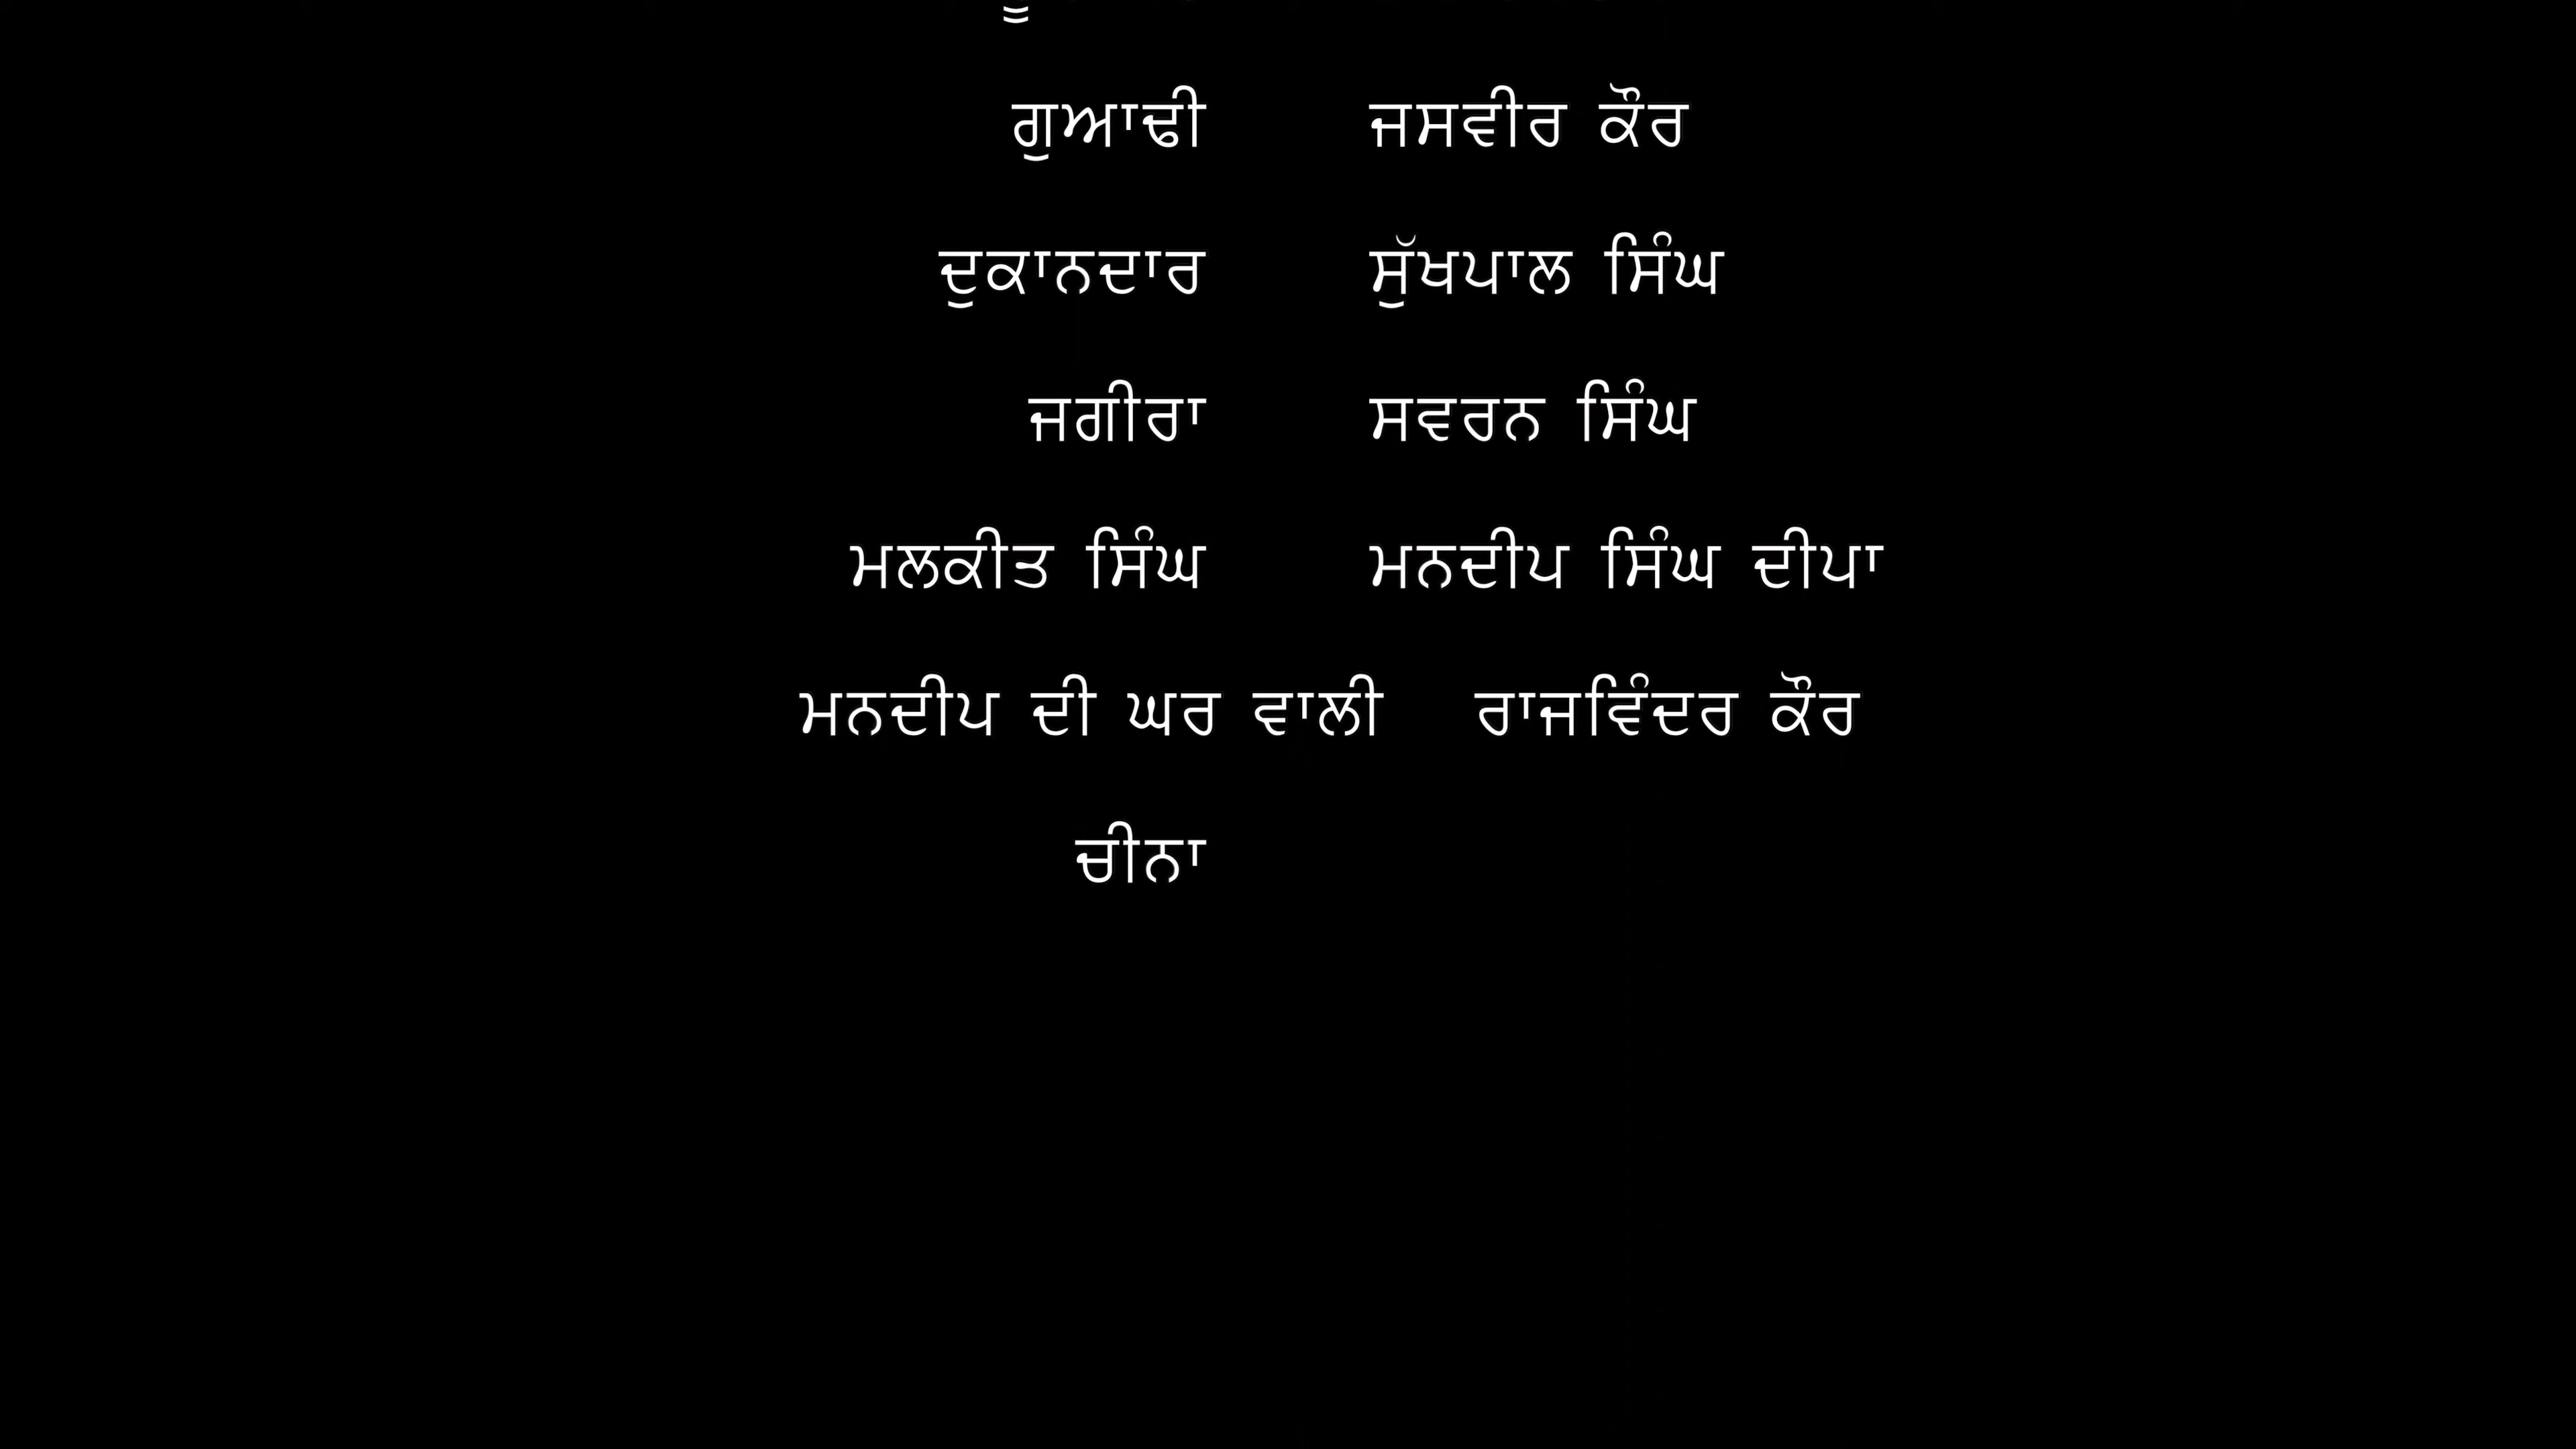 ਗੁਆਢੀ ਜਸਵੀਰ ਕੌਰ
ਦੁਕਾਨਦਾਰ ਸੁੱਖਪਾਲ ਸਿੰਘ
ਜਗੀਰਾ ਸਵਰਨ ਸਿੰਘ
ਮਲਕੀਤ ਸਿੰਘ ਮਨਦੀਪ ਸਿੰਘ ਦੀਪਾ
ਮਨਦੀਪ ਦੀ ਘਰ ਵਾਲੀ ਰਾਜਵਿੰਦਰ ਕੌਰ
ਚੀਨਾ